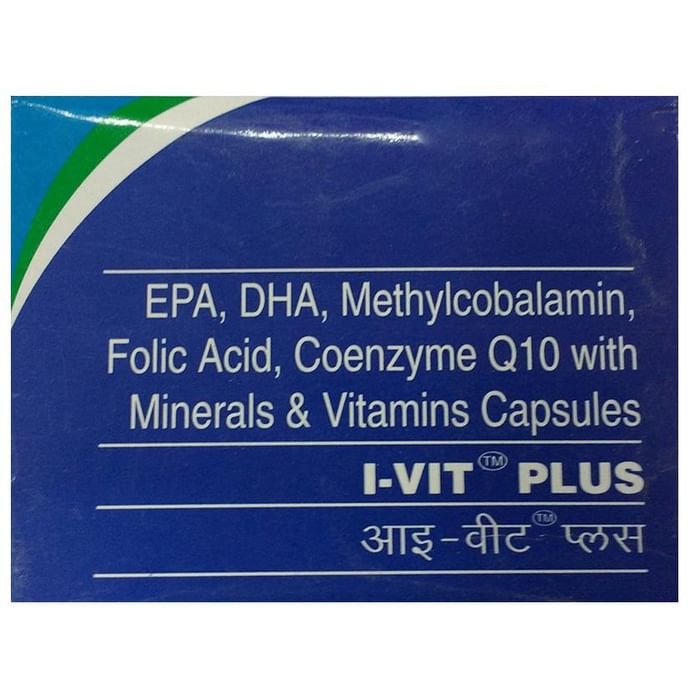 EPA, DHA, Methylcobalamin,
Folic Acid, Coenzyme Q10 with
Minerals & Vitamins Capsules
I-VIT™ PLUS
आइ-वीट™ प्लस